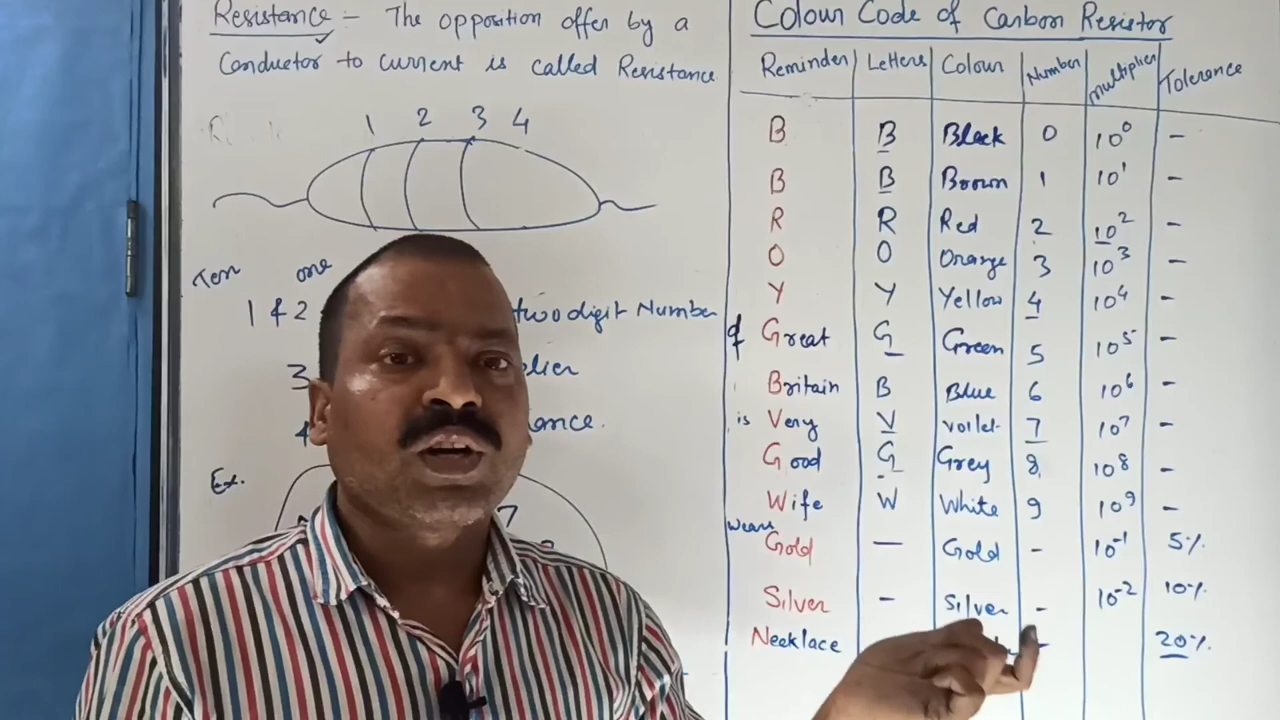 Resistance :- The opposition offer by a
Conductor to current is called Resistance
1 2 3 4
Ten one
1 & 2 two digit Number
3
4
Ex.
7
Colour Code of Carbon Resistor
Reminder Letters Colour Number multiplier Tolerance
B B Black 0 10⁰ -
B B Brown 1 10¹ -
R R Red 2 10² -
O O Orange 3 10³ -
Y Y Yellow 4 10⁴ -
of Great G Green 5 10⁵ -
Britain B Blue 6 10⁶ -
is Very V Voilet 7 10⁷ -
Good G Grey 8 10⁸ -
Wife W White 9 10⁹ -
wears
Gold - Gold - 10⁻¹ 5%
Silver - Silver - 10⁻² 10%
Necklace - 20%